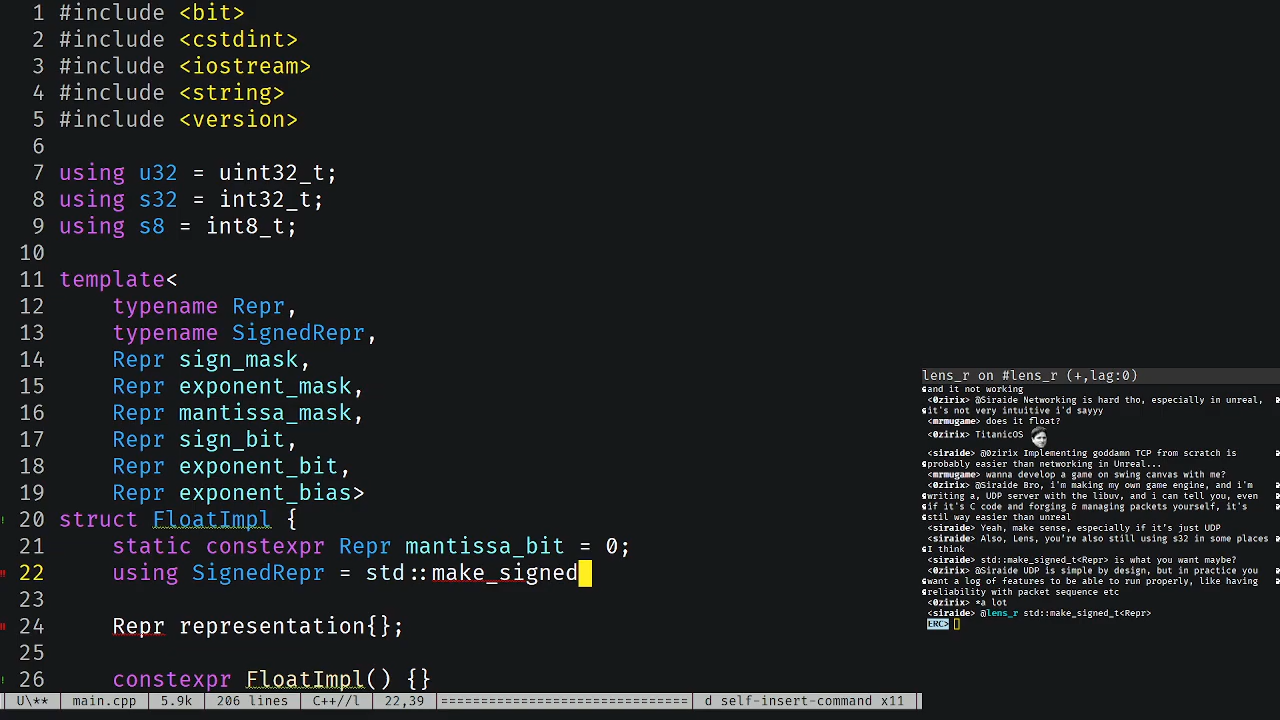 1 #include <bit>
2 #include <cstdint>
3 #include <iostream>
4 #include <string>
5 #include <version>
6
7 using u32 = uint32_t;
8 using s32 = int32_t;
9 using s8 = int8_t;
10
11 template<
12     typename Repr,
13     typename SignedRepr,
14     Repr sign_mask,
15     Repr exponent_mask,
16     Repr mantissa_mask,
17     Repr sign_bit,
18     Repr exponent_bit,
19     Repr exponent_bias>
20 struct FloatImpl {
21     static constexpr Repr mantissa_bit = 0;
22     using SignedRepr = std::make_signed
23
24     Repr representation{};
25
26     constexpr FloatImpl() {}
U\** main.cpp 5.9k 206 lines C++//l 22,39 ============================ d self-insert-command x11
lens_r on #lens_r (+,lag:0)
and it not working
<0zirix> @Siraide Networking is hard tho, especially in unreal,
it's not very intuitive i'd sayyy
<mrmugame> does it float?
<0zirix> TitanicOS
<siraide> @0zirix Implementing goddamn TCP from scratch is
probably easier than networking in Unreal...
<mrmugame> wanna develop a game on swing canvas with me?
<0zirix> @Siraide Bro, i'm making my own game engine, and i'm
writing a, UDP server with the libuv, and i can tell you, even
if it's C code and forging & managing packets yourself, it's
stil way easier than unreal
<siraide> Yeah, make sense, especially if it's just UDP
<siraide> Also, Lens, you're also still using s32 in some places
I think
<siraide> std::make_signed_t<Repr> is what you want maybe?
<0zirix> @Siraide UDP is simple by design, but in practice you
want a log of features to be able to run properly, like having
reliability with packet sequence etc
<0zirix> *a lot
<siraide> @lens_r std::make_signed_t<Repr>
ERC>